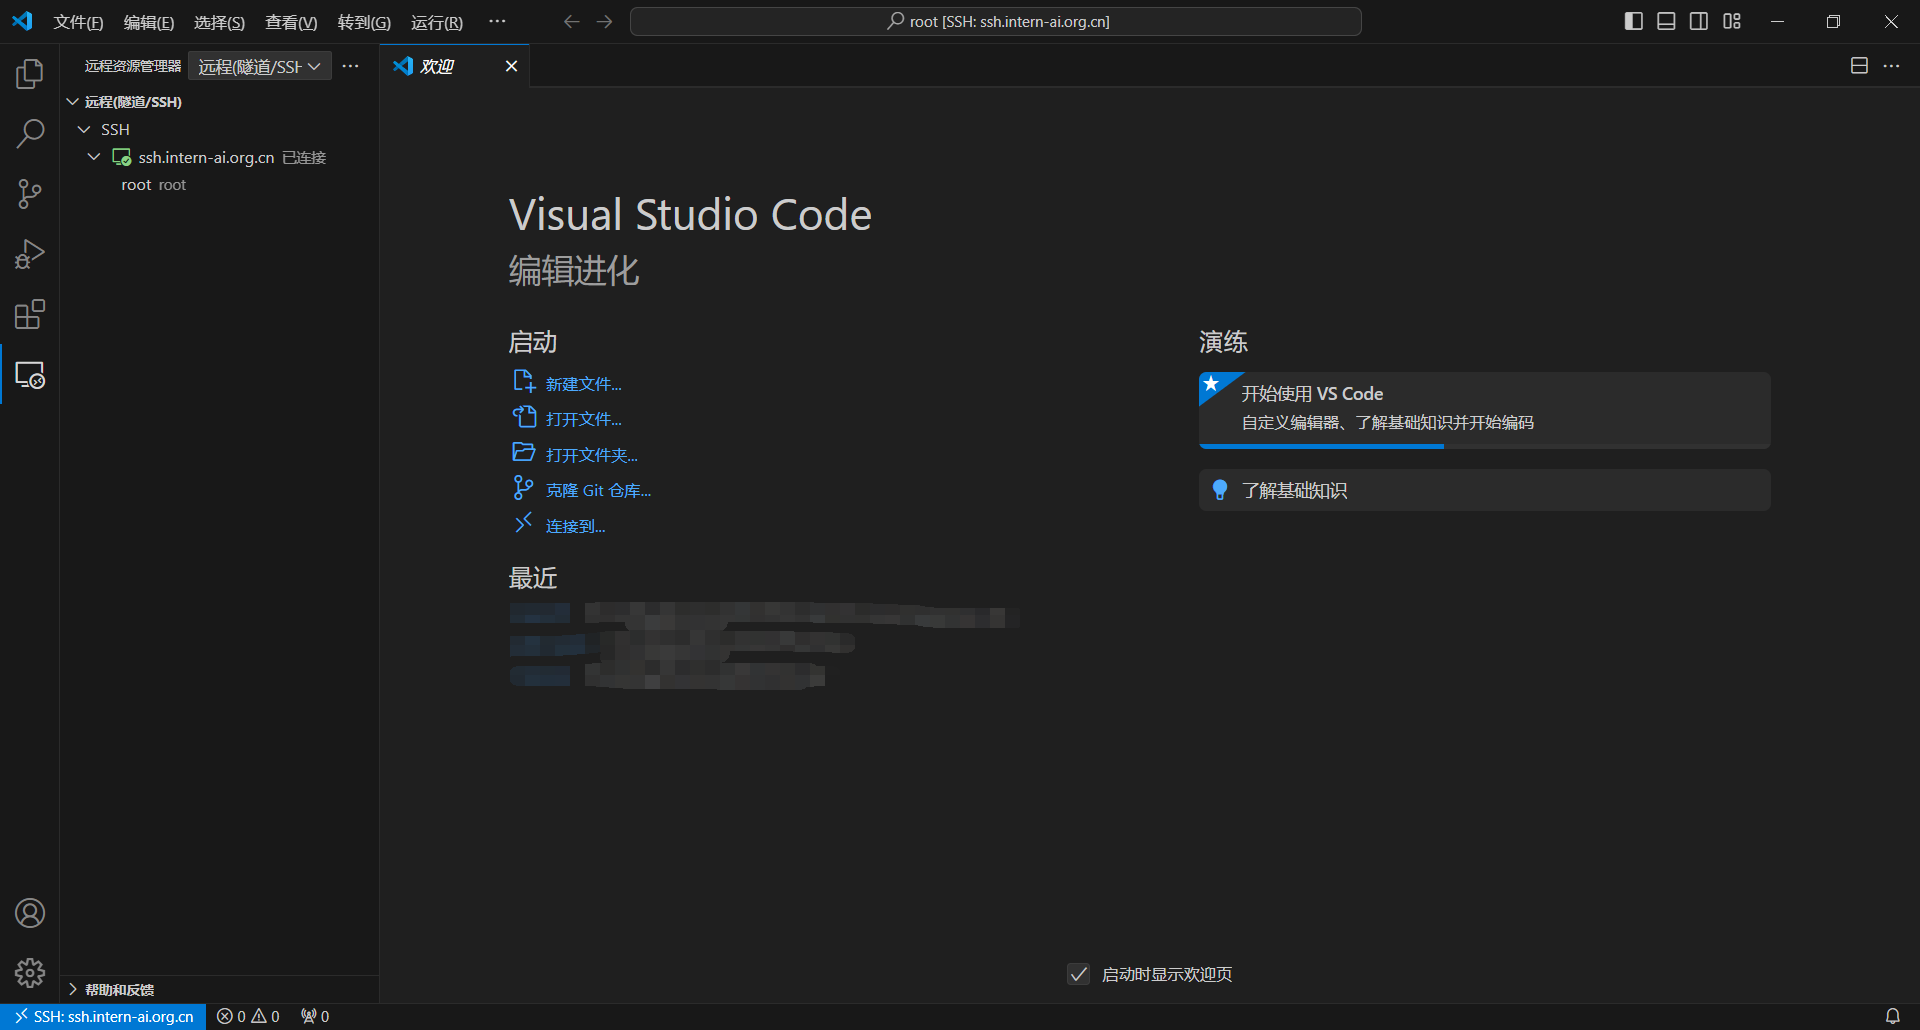 文件(F) 编辑(E) 选择(S) 查看(V) 转到(G) 运行(R) ··· root [SSH: ssh.intern-ai.org.cn]
远程资源管理器 远程(隧道/SSH ···
欢迎
远程(隧道/SSH)
SSH
ssh.intern-ai.org.cn 已连接
root root
Visual Studio Code
编辑进化
启动
新建文件...
打开文件...
打开文件夹...
克隆 Git 仓库...
连接到...
最近
演练
开始使用 VS Code
自定义编辑器、了解基础知识并开始编码
了解基础知识
启动时显示欢迎页
帮助和反馈
SSH: ssh.intern-ai.org.cn 0 0 0